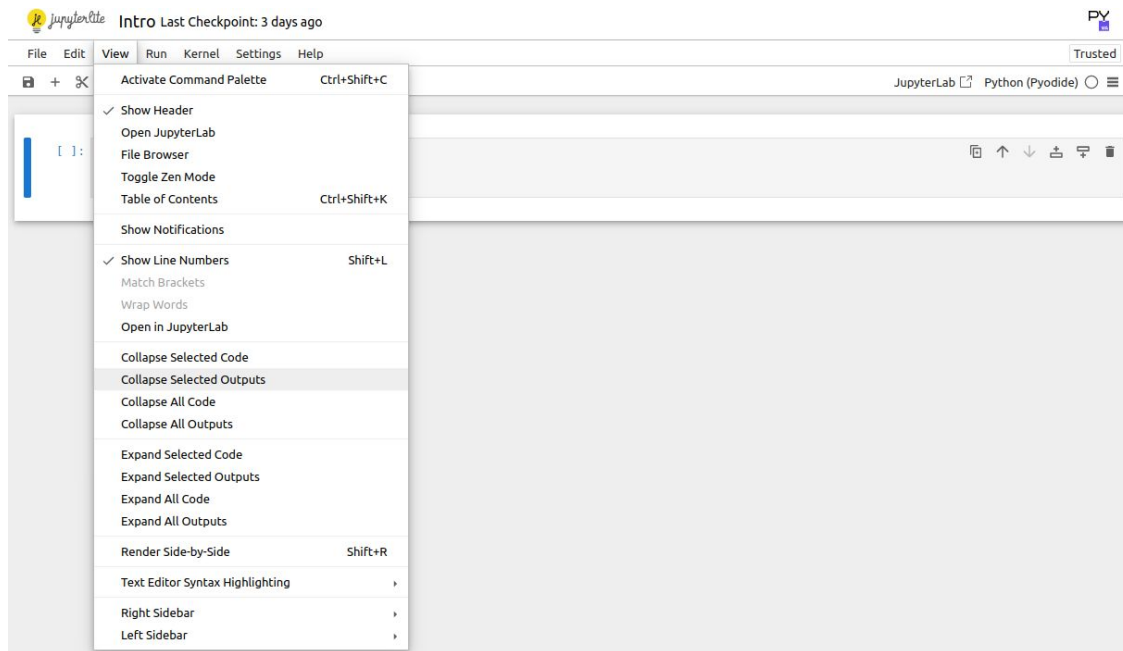 jupyterlite Intro Last Checkpoint: 3 days ago PY
File Edit View Run Kernel Settings Help Trusted
JupyterLab Python (Pyodide)
Activate Command Palette Ctrl+Shift+C
Show Header
Open JupyterLab
File Browser
Toggle Zen Mode
Table of Contents Ctrl+Shift+K
Show Notifications
Show Line Numbers Shift+L
Match Brackets
Wrap Words
Open in JupyterLab
Collapse Selected Code
Collapse Selected Outputs
Collapse All Code
Collapse All Outputs
Expand Selected Code
Expand Selected Outputs
Expand All Code
Expand All Outputs
Render Side-by-Side Shift+R
Text Editor Syntax Highlighting
Right Sidebar
Left Sidebar
[ ]: